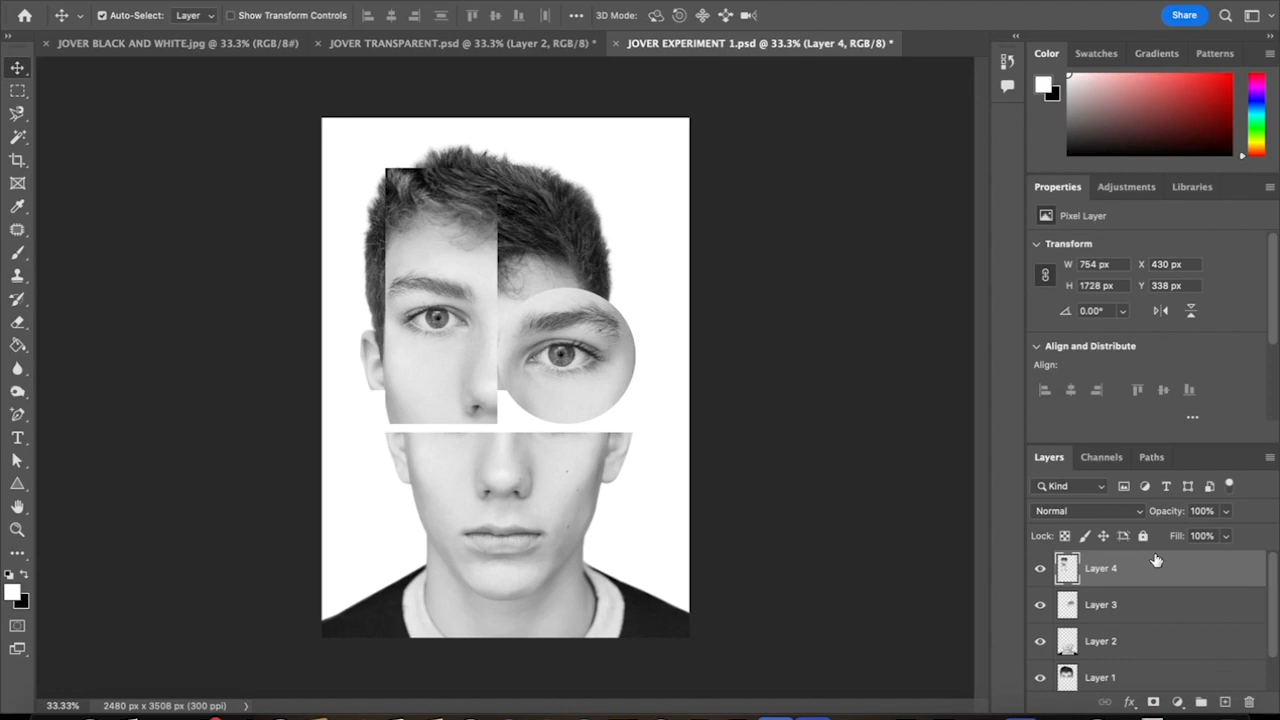 Auto-Select: Layer Show Transform Controls 3D Mode: Share
JOVER BLACK AND WHITE.jpg @ 33.3% (RGB/8#) JOVER TRANSPARENT.psd @ 33.3% (Layer 2, RGB/8) * JOVER EXPERIMENT 1.psd @ 33.3% (Layer 4, RGB/8) *
Color Swatches Gradients Patterns
Properties Adjustments Libraries
Pixel Layer
Transform
W 754 px X 430 px
H 1728 px Y 338 px
0.00°
Align and Distribute
Align:
Layers Channels Paths
Kind
Normal Opacity: 100%
Lock: Fill: 100%
Layer 4
Layer 3
Layer 2
Layer 1
33.33% 2480 px x 3508 px (300 ppi)